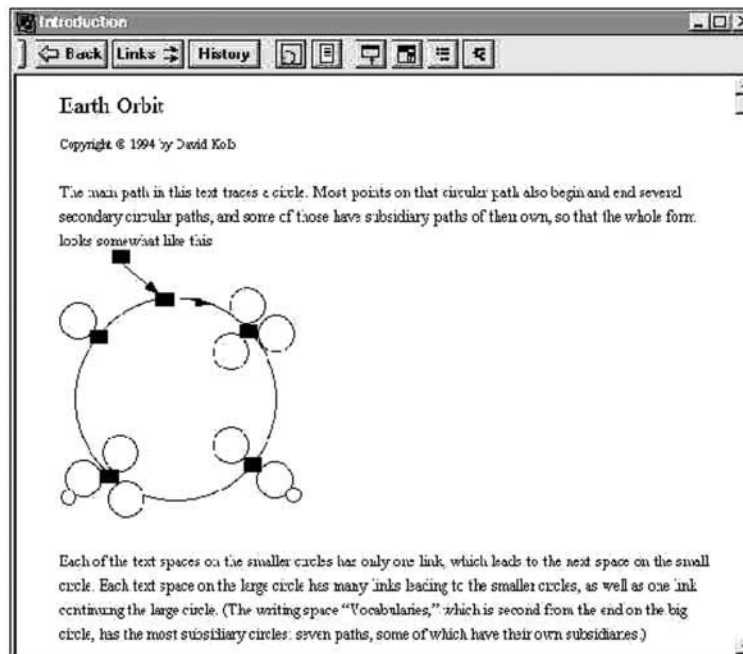 Introduction
Back Links History
Earth Orbit
Copyright © 1994 by David Kolb
The main path in this text traces a circle. Most points on that circular path also begin and end several
secondary circular paths, and some of those have subsidiary paths of their own, so that the whole form
looks somewhat like this
Each of the text spaces on the smaller circles has only one link, which leads to the next space on the small
circle. Each text space on the large circle has many links leading to the smaller circles, as well as one link
continuing the large circle. (The writing space “Vocabularies,” which is second from the end on the big
circle, has the most subsidiary circles: seven paths, some of which have their own subsidiaries.)